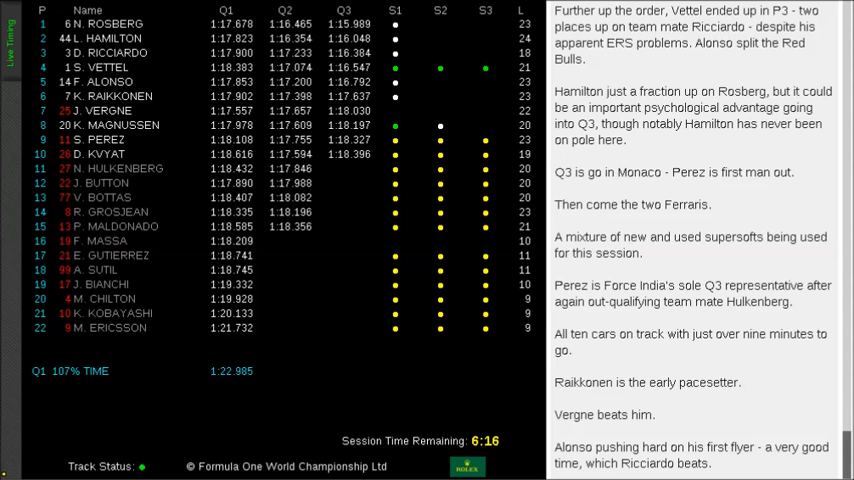 Live Timing
P Name Q1 Q2 Q3 S1 S2 S3 L
1 6 N. ROSBERG 1:17.678 1:16.465 1:15.989 23
2 44 L. HAMILTON 1:17.823 1:16.354 1:16.048 24
3 3 D. RICCIARDO 1:17.900 1:17.233 1:16.384 18
4 1 S. VETTEL 1:18.383 1:17.074 1:16.547 21
5 14 F. ALONSO 1:17.853 1:17.200 1:16.792 23
6 7 K. RAIKKONEN 1:17.902 1:17.398 1:17.637 23
7 25 J. VERGNE 1:17.557 1:17.657 1:18.030 22
8 20 K. MAGNUSSEN 1:17.978 1:17.609 1:18.197 20
9 11 S. PEREZ 1:18.108 1:17.755 1:18.327 23
10 26 D. KVYAT 1:18.616 1:17.594 1:18.396 19
11 27 N. HULKENBERG 1:18.432 1:17.846 20
12 22 J. BUTTON 1:17.890 1:17.988 20
13 77 V. BOTTAS 1:18.407 1:18.082 20
14 8 R. GROSJEAN 1:18.335 1:18.196 23
15 13 P. MALDONADO 1:18.585 1:18.356 21
16 19 F. MASSA 1:18.209 10
17 21 E. GUTIERREZ 1:18.741 11
18 99 A. SUTIL 1:18.745 11
19 17 J. BIANCHI 1:19.332 10
20 4 M. CHILTON 1:19.928 9
21 10 K. KOBAYASHI 1:20.133 9
22 9 M. ERICSSON 1:21.732 9
Q1 107% TIME 1:22.985
Session Time Remaining: 6:16
Track Status: © Formula One World Championship Ltd
ROLEX
Further up the order, Vettel ended up in P3 - two
places up on team mate Ricciardo - despite his
apparent ERS problems. Alonso split the Red
Bulls.
Hamilton just a fraction up on Rosberg, but it could
be an important psychological advantage going
into Q3, though notably Hamilton has never been
on pole here.
Q3 is go in Monaco - Perez is first man out.
Then come the two Ferraris.
A mixture of new and used supersofts being used
for this session.
Perez is Force India's sole Q3 representative after
again out-qualifying team mate Hulkenberg.
All ten cars on track with just over nine minutes to
go.
Raikkonen is the early pacesetter.
Vergne beats him.
Alonso pushing hard on his first flyer - a very good
time, which Ricciardo beats.